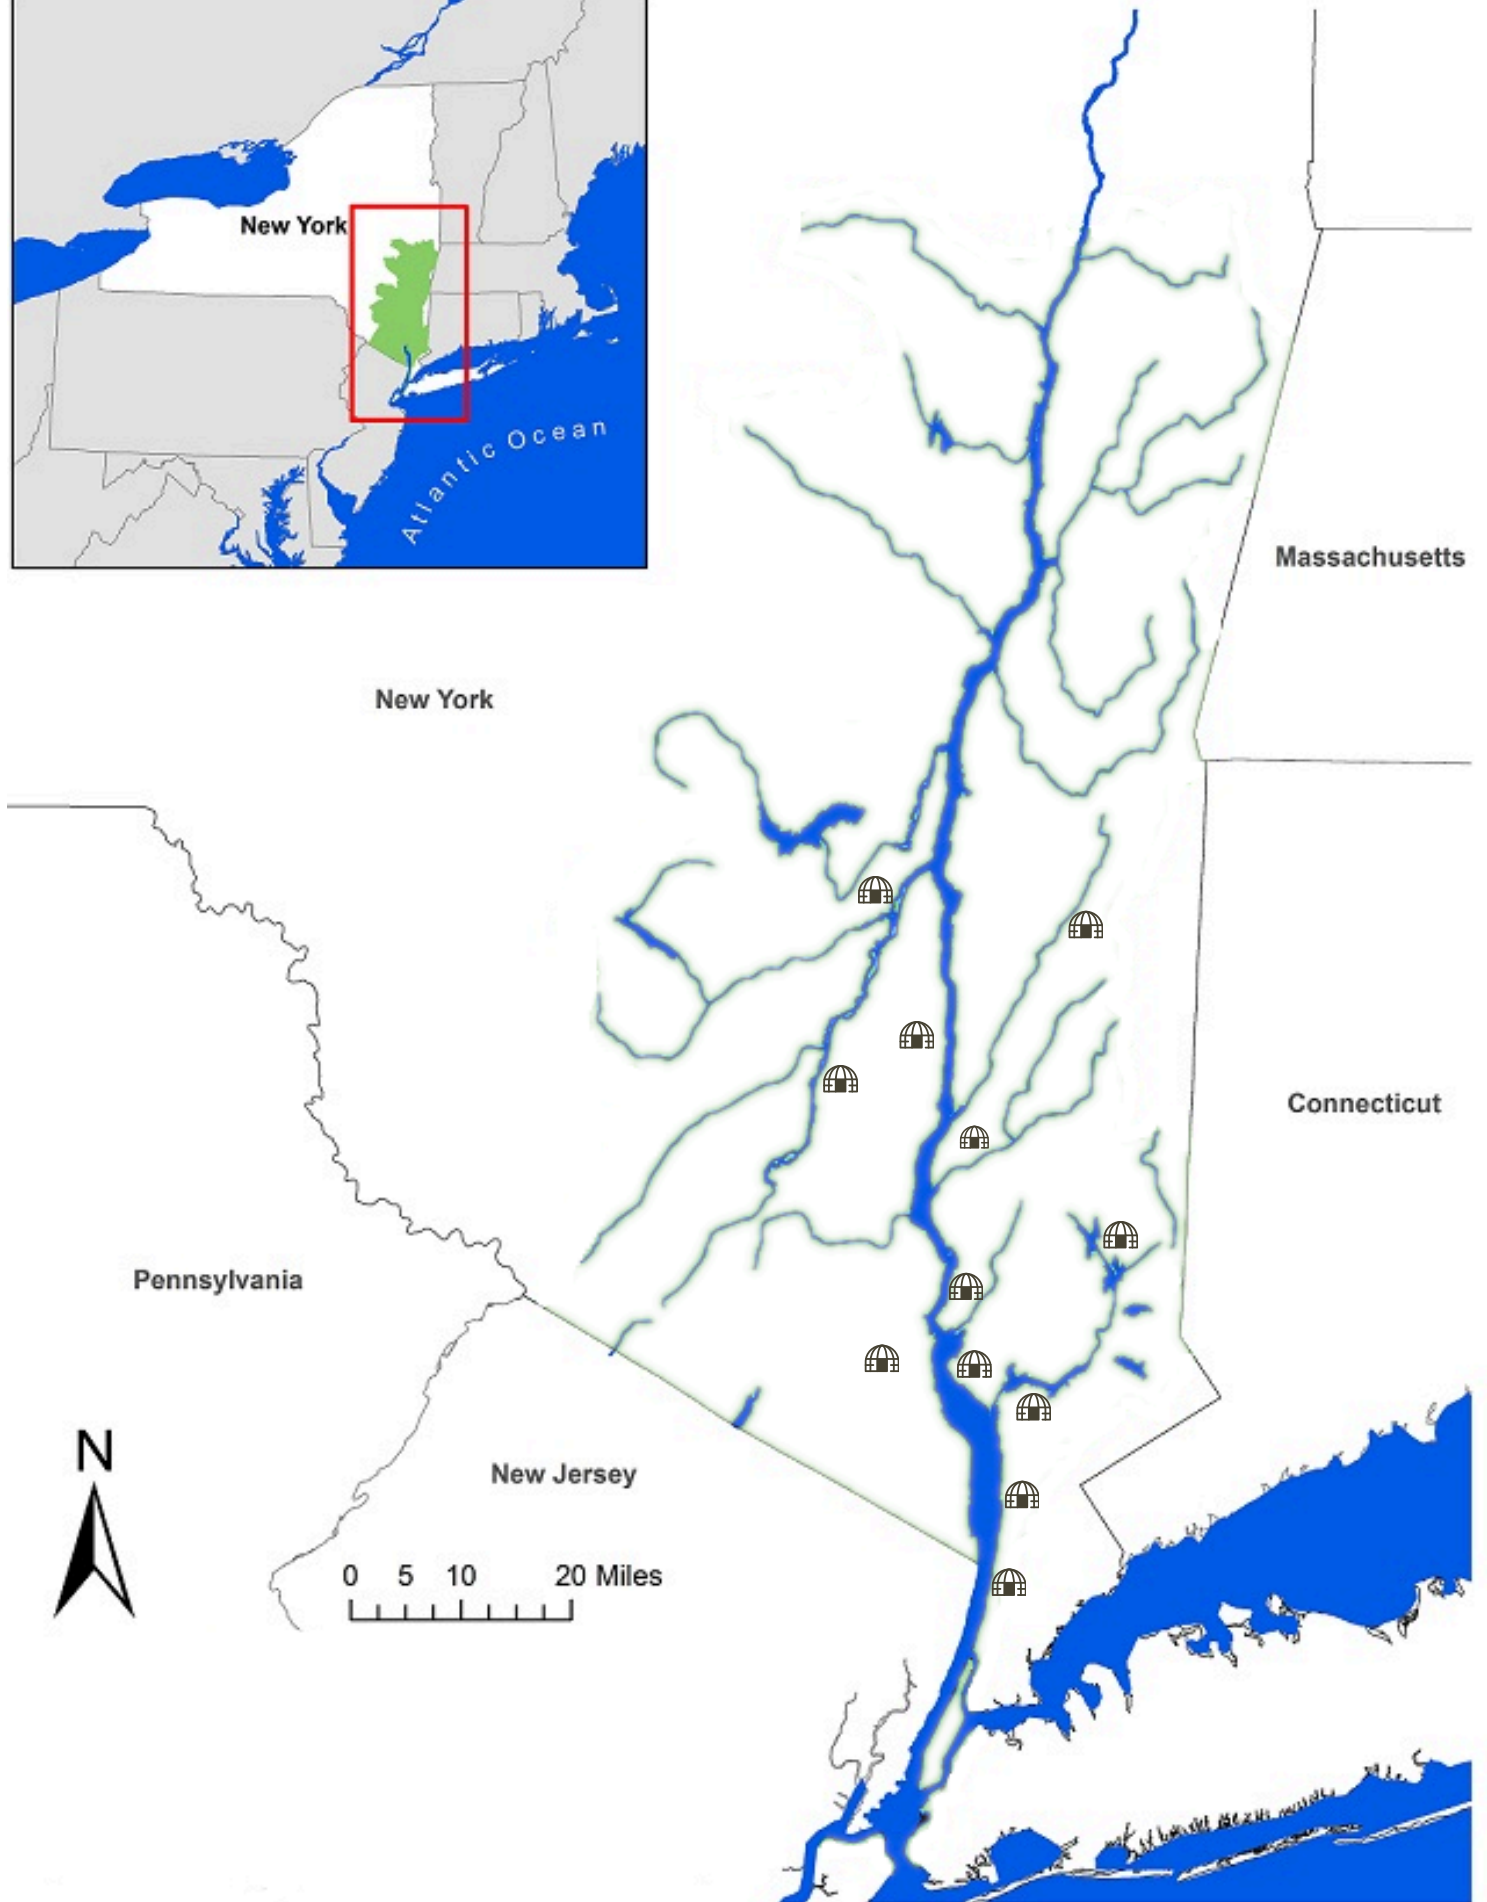 New York
Atlantic Ocean
Massachusetts
New York
Connecticut
Pennsylvania
New Jersey
N
0 5 10 20 Miles